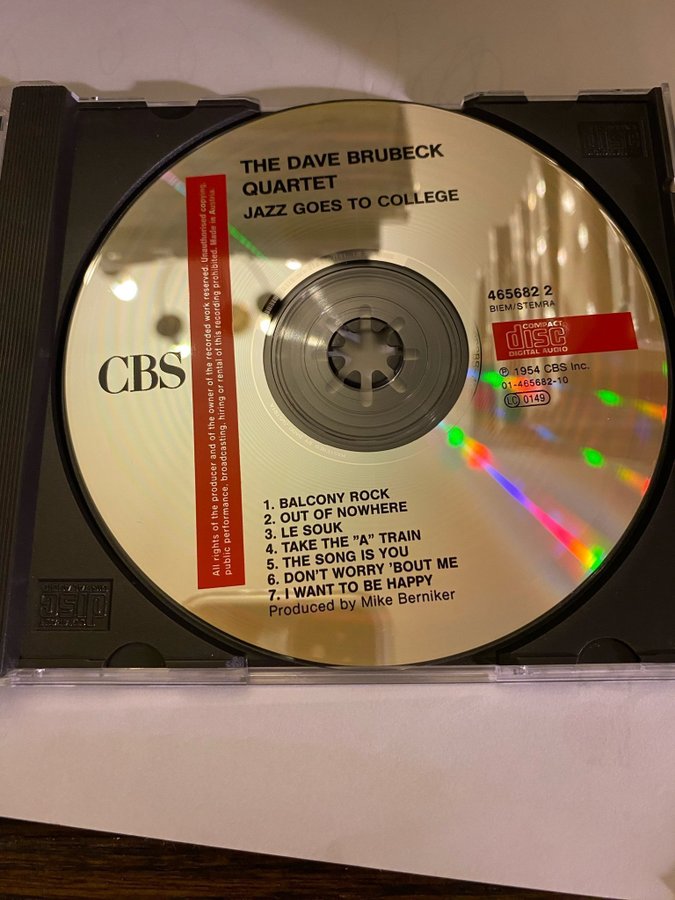 THE DAVE BRUBECK
QUARTET
JAZZ GOES TO COLLEGE
All rights of the producer and of the owner of the recorded work reserved. Unauthorised copying,
public performance, broadcasting, hiring or rental of this recording prohibited. Made in Austria.
CBS
465682 2
BIEM/STEMRA
COMPACT
disc
DIGITAL AUDIO
℗ 1954 CBS Inc.
01-465682-10
LC 0149
1. BALCONY ROCK
2. OUT OF NOWHERE
3. LE SOUK
4. TAKE THE ”A” TRAIN
5. THE SONG IS YOU
6. DON'T WORRY 'BOUT ME
7. I WANT TO BE HAPPY
Produced by Mike Berniker
disc